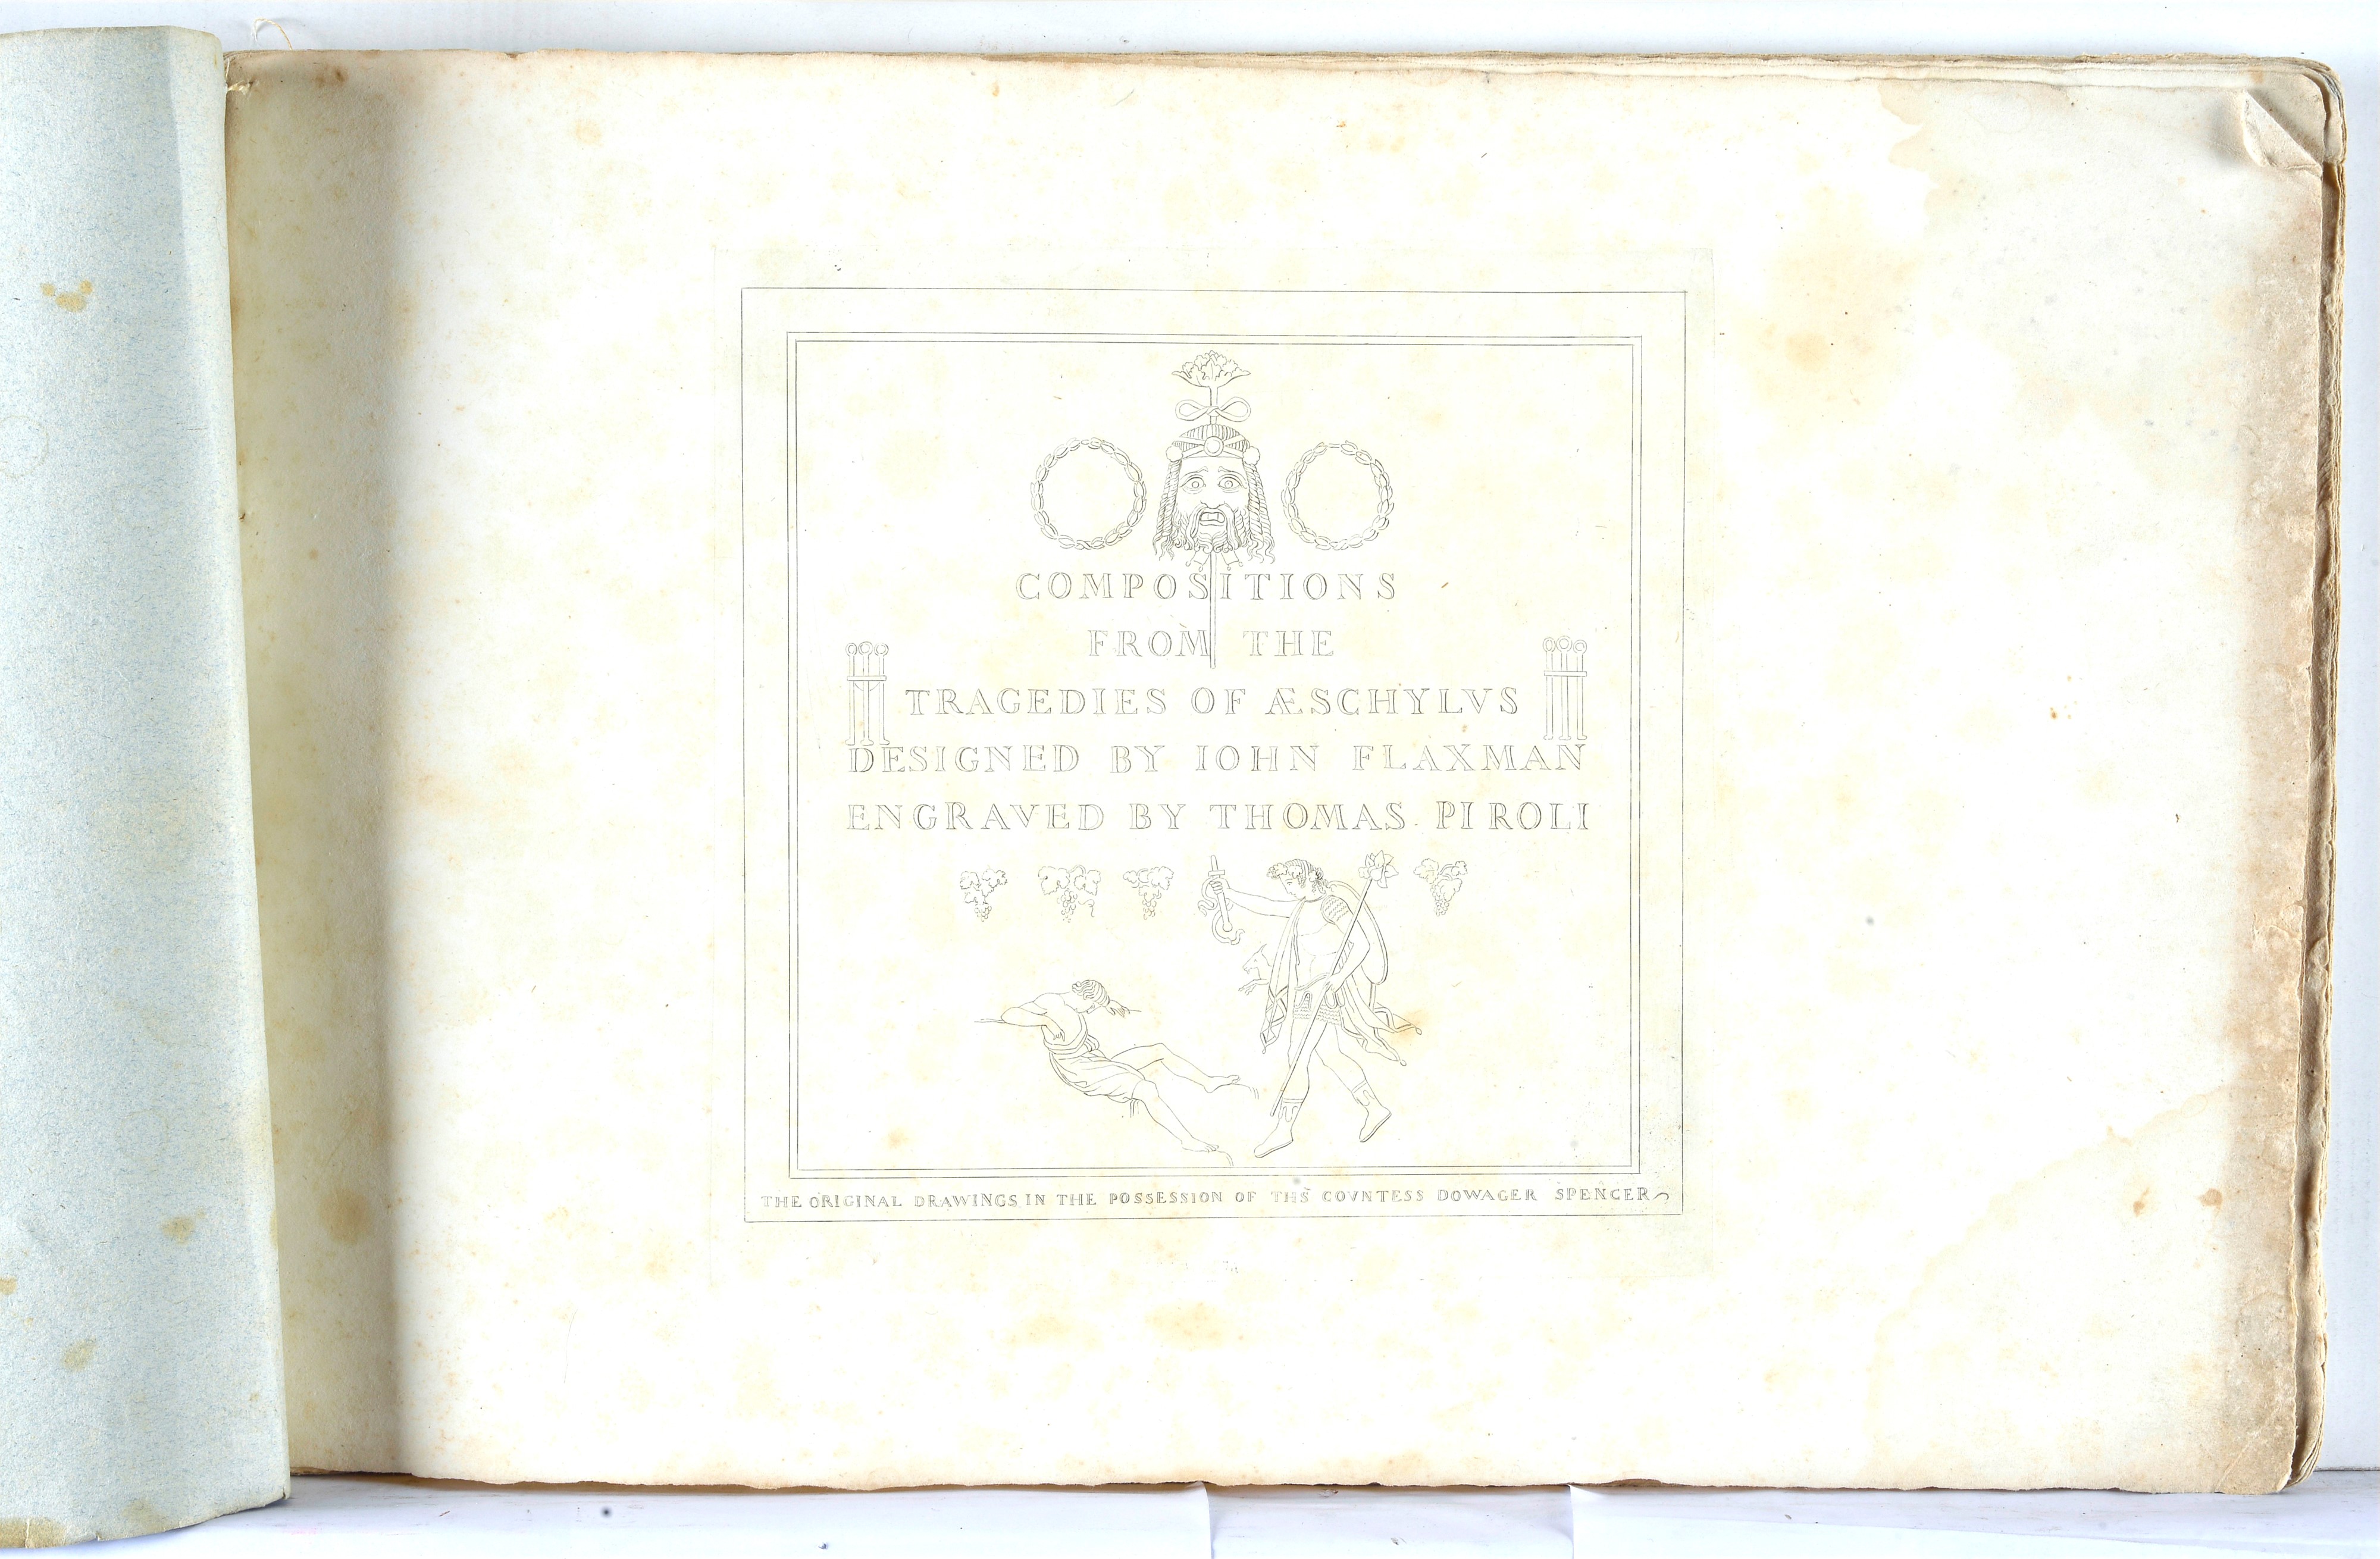 COMPOSITIONS
FROM THE
TRAGEDIES OF ÆSCHYLVS
DESIGNED BY IOHN FLAXMAN
ENGRAVED BY THOMAS PIROLI
THE ORIGINAL DRAWINGS IN THE POSSESSION OF THS COVNTESS DOWAGER SPENCER